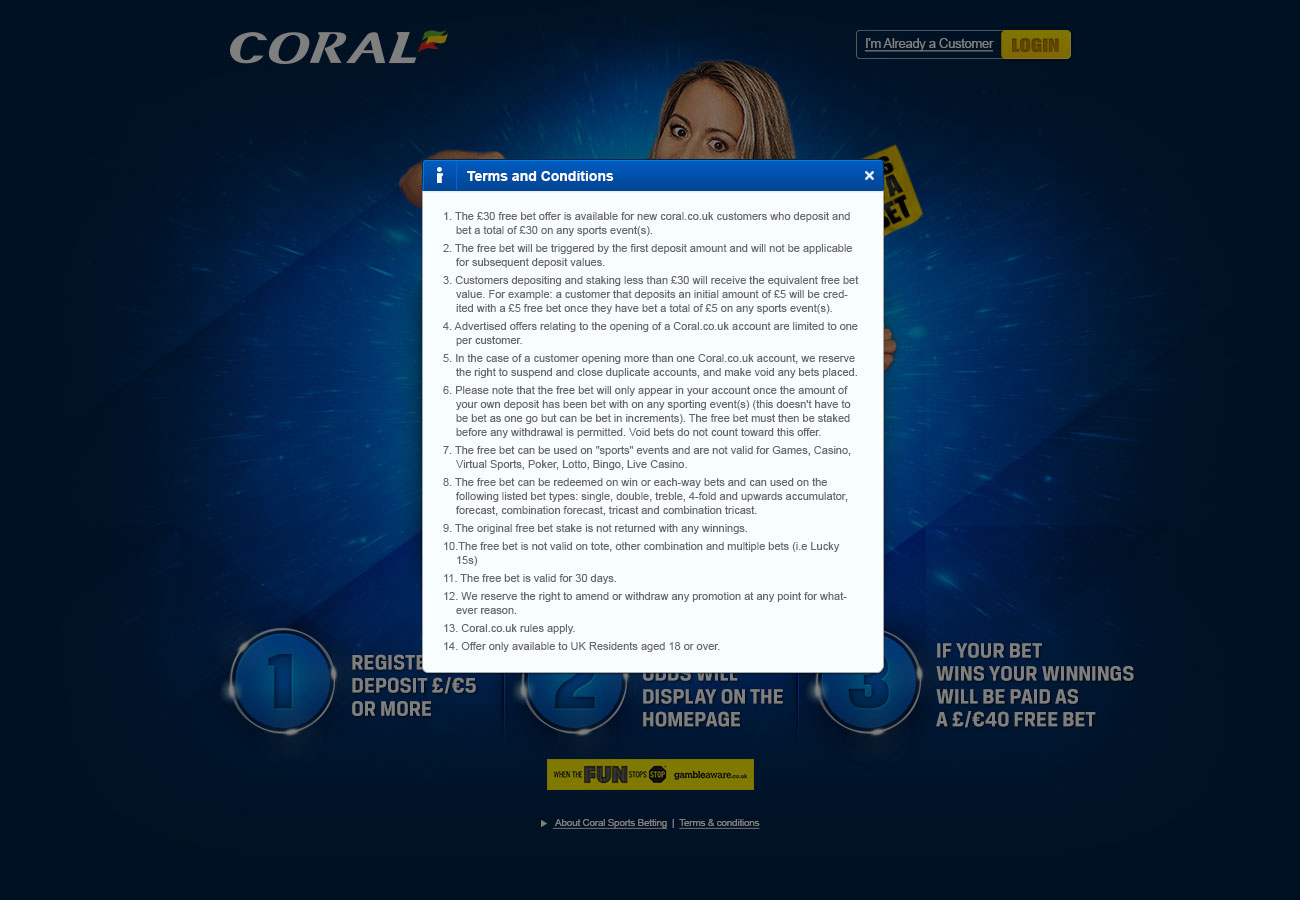 CORAL
I'm Already a Customer LOGIN
Terms and Conditions
1. The £30 free bet offer is available for new coral.co.uk customers who deposit and
bet a total of £30 on any sports event(s).
2. The free bet will be triggered by the first deposit amount and will not be applicable
for subsequent deposit values.
3. Customers depositing and staking less than £30 will receive the equivalent free bet
value. For example: a customer that deposits an initial amount of £5 will be cred-
ited with a £5 free bet once they have bet a total of £5 on any sports event(s).
4. Advertised offers relating to the opening of a Coral.co.uk account are limited to one
per customer.
5. In the case of a customer opening more than one Coral.co.uk account, we reserve
the right to suspend and close duplicate accounts, and make void any bets placed.
6. Please note that the free bet will only appear in your account once the amount of
your own deposit has been bet with on any sporting event(s) (this doesn't have to
be bet as one go but can be bet in increments). The free bet must then be staked
before any withdrawal is permitted. Void bets do not count toward this offer.
7. The free bet can be used on "sports" events and are not valid for Games, Casino,
Virtual Sports, Poker, Lotto, Bingo, Live Casino.
8. The free bet can be redeemed on win or each-way bets and can used on the
following listed bet types: single, double, treble, 4-fold and upwards accumulator,
forecast, combination forecast, tricast and combination tricast.
9. The original free bet stake is not returned with any winnings.
10.The free bet is not valid on tote, other combination and multiple bets (i.e Lucky
15s)
11. The free bet is valid for 30 days.
12. We reserve the right to amend or withdraw any promotion at any point for what-
ever reason.
13. Coral.co.uk rules apply.
14. Offer only available to UK Residents aged 18 or over.
S
A
BET
1
REGISTE
DEPOSIT £/€5
OR MORE
2
ODDS WILL
DISPLAY ON THE
HOMEPAGE
3
IF YOUR BET
WINS YOUR WINNINGS
WILL BE PAID AS
A £/€40 FREE BET
WHEN THE FUN STOPS STOP gambleaware.co.uk
About Coral Sports Betting | Terms & conditions